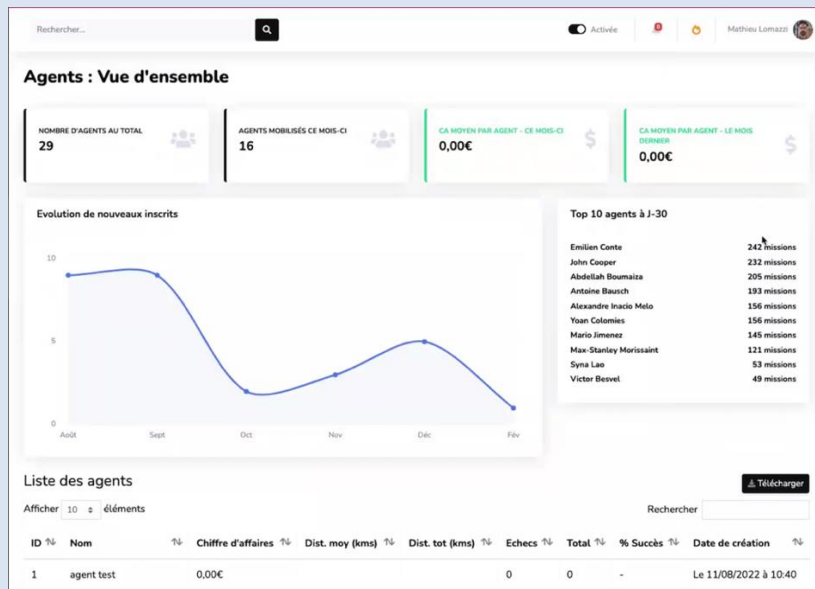 Rechercher...
Activée
0
Mathieu Lomazzi
Agents : Vue d'ensemble
NOMBRE D'AGENTS AU TOTAL
29
AGENTS MOBILISÉS CE MOIS-CI
16
CA MOYEN PAR AGENT - CE MOIS-CI
0,00€
$
CA MOYEN PAR AGENT - LE MOIS
DERNIER
0,00€
$
Evolution de nouveaux inscrits
10
5
0
Août Sept Oct Nov Déc Fév
Top 10 agents à J-30
Emilien Conte 242 missions
John Cooper 232 missions
Abdellah Boumaiza 205 missions
Antoine Bausch 193 missions
Alexandre Inacio Melo 156 missions
Yoan Colomies 156 missions
Mario Jimenez 145 missions
Max-Stanley Morissaint 121 missions
Syna Lao 53 missions
Victor Besvel 49 missions
Liste des agents
Télécharger
Afficher 10 éléments
Rechercher
ID Nom Chiffre d'affaires Dist. moy (kms) Dist. tot (kms) Echecs Total % Succès Date de création
1 agent test 0,00€ 0 0 - Le 11/08/2022 à 10:40